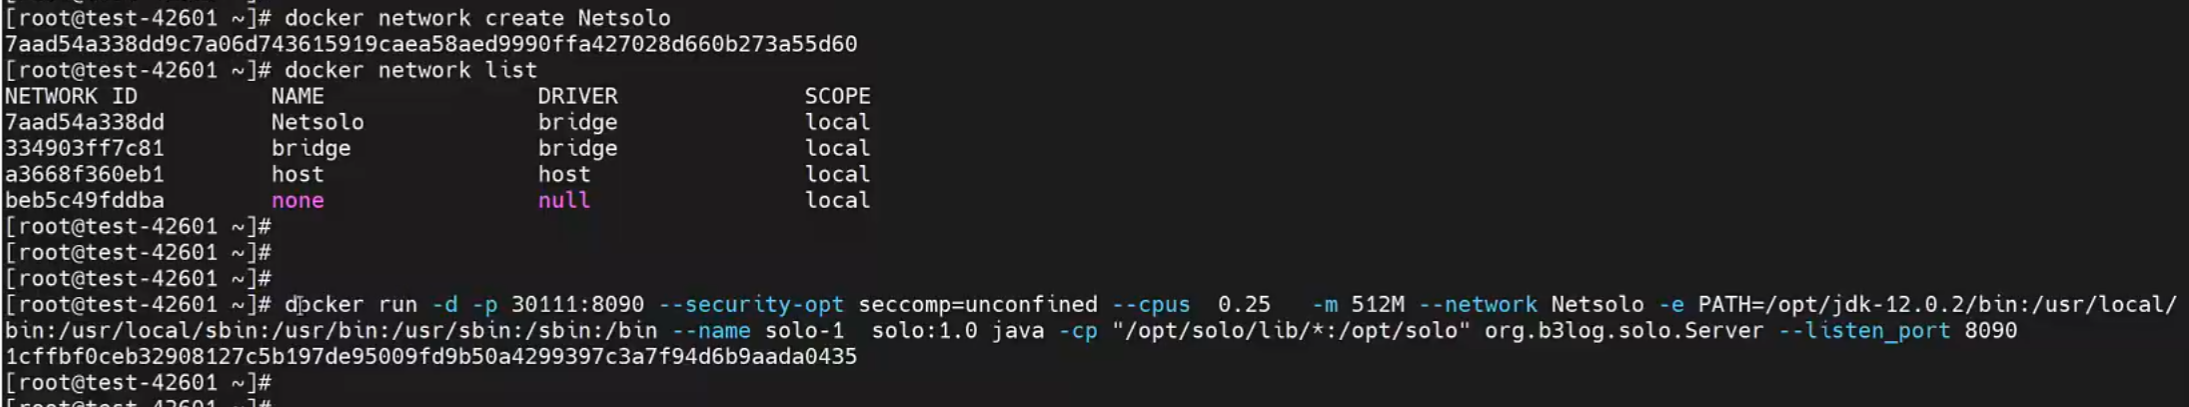 [root@test-42601 ~]# docker network create Netsolo
7aad54a338dd9c7a06d743615919caea58aed9990ffa427028d660b273a55d60
[root@test-42601 ~]# docker network list
NETWORK ID NAME DRIVER SCOPE
7aad54a338dd Netsolo bridge local
334903ff7c81 bridge bridge local
a3668f360eb1 host host local
beb5c49fddba none null local
[root@test-42601 ~]#
[root@test-42601 ~]#
[root@test-42601 ~]#
[root@test-42601 ~]# docker run -d -p 30111:8090 --security-opt seccomp=unconfined --cpus 0.25 -m 512M --network Netsolo -e PATH=/opt/jdk-12.0.2/bin:/usr/local/
bin:/usr/local/sbin:/usr/bin:/usr/sbin:/sbin:/bin --name solo-1 solo:1.0 java -cp "/opt/solo/lib/*:/opt/solo" org.b3log.solo.Server --listen_port 8090
1cffbf0ceb32908127c5b197de95009fd9b50a4299397c3a7f94d6b9aada0435
[root@test-42601 ~]#
[root@test-42601 ~]#